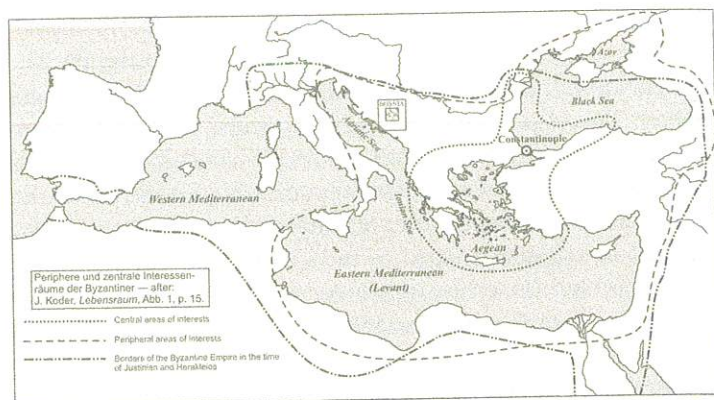 Azov
Black Sea
BOSNIA
Adriatic Sea
Constantinople
Western Mediterranean
Ionian Sea
Aegean
Eastern Mediterranean
(Levant)
Periphere und zentrale Interessen-
räume der Byzantiner — after:
J. Koder, Lebensraum, Abb. 1, p. 15.
Central areas of interests
Peripheral areas of Interests
Borders of the Byzantine Empire in the time
of Justinian and Herakleios